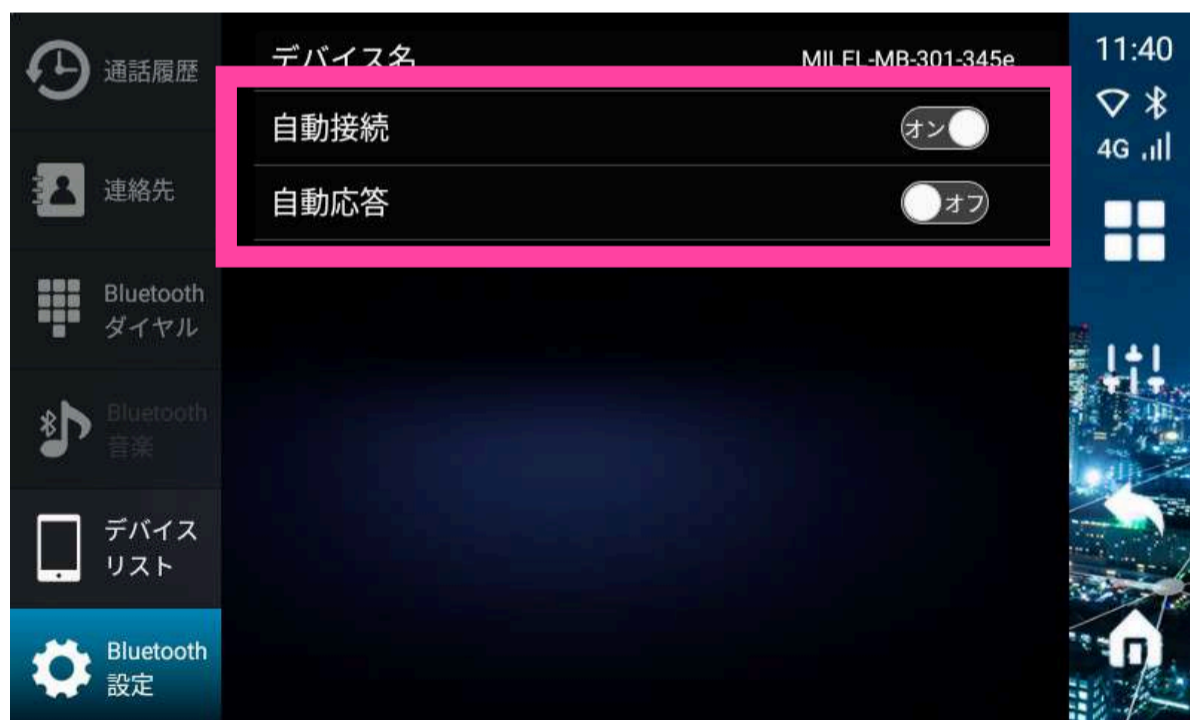 通話履歴
連絡先
Bluetooth
ダイヤル
Bluetooth
音楽
デバイス
リスト
Bluetooth
設定
デバイス名
MILEL-MB-301-345e
自動接続
オン
自動応答
オフ
11:40
4G